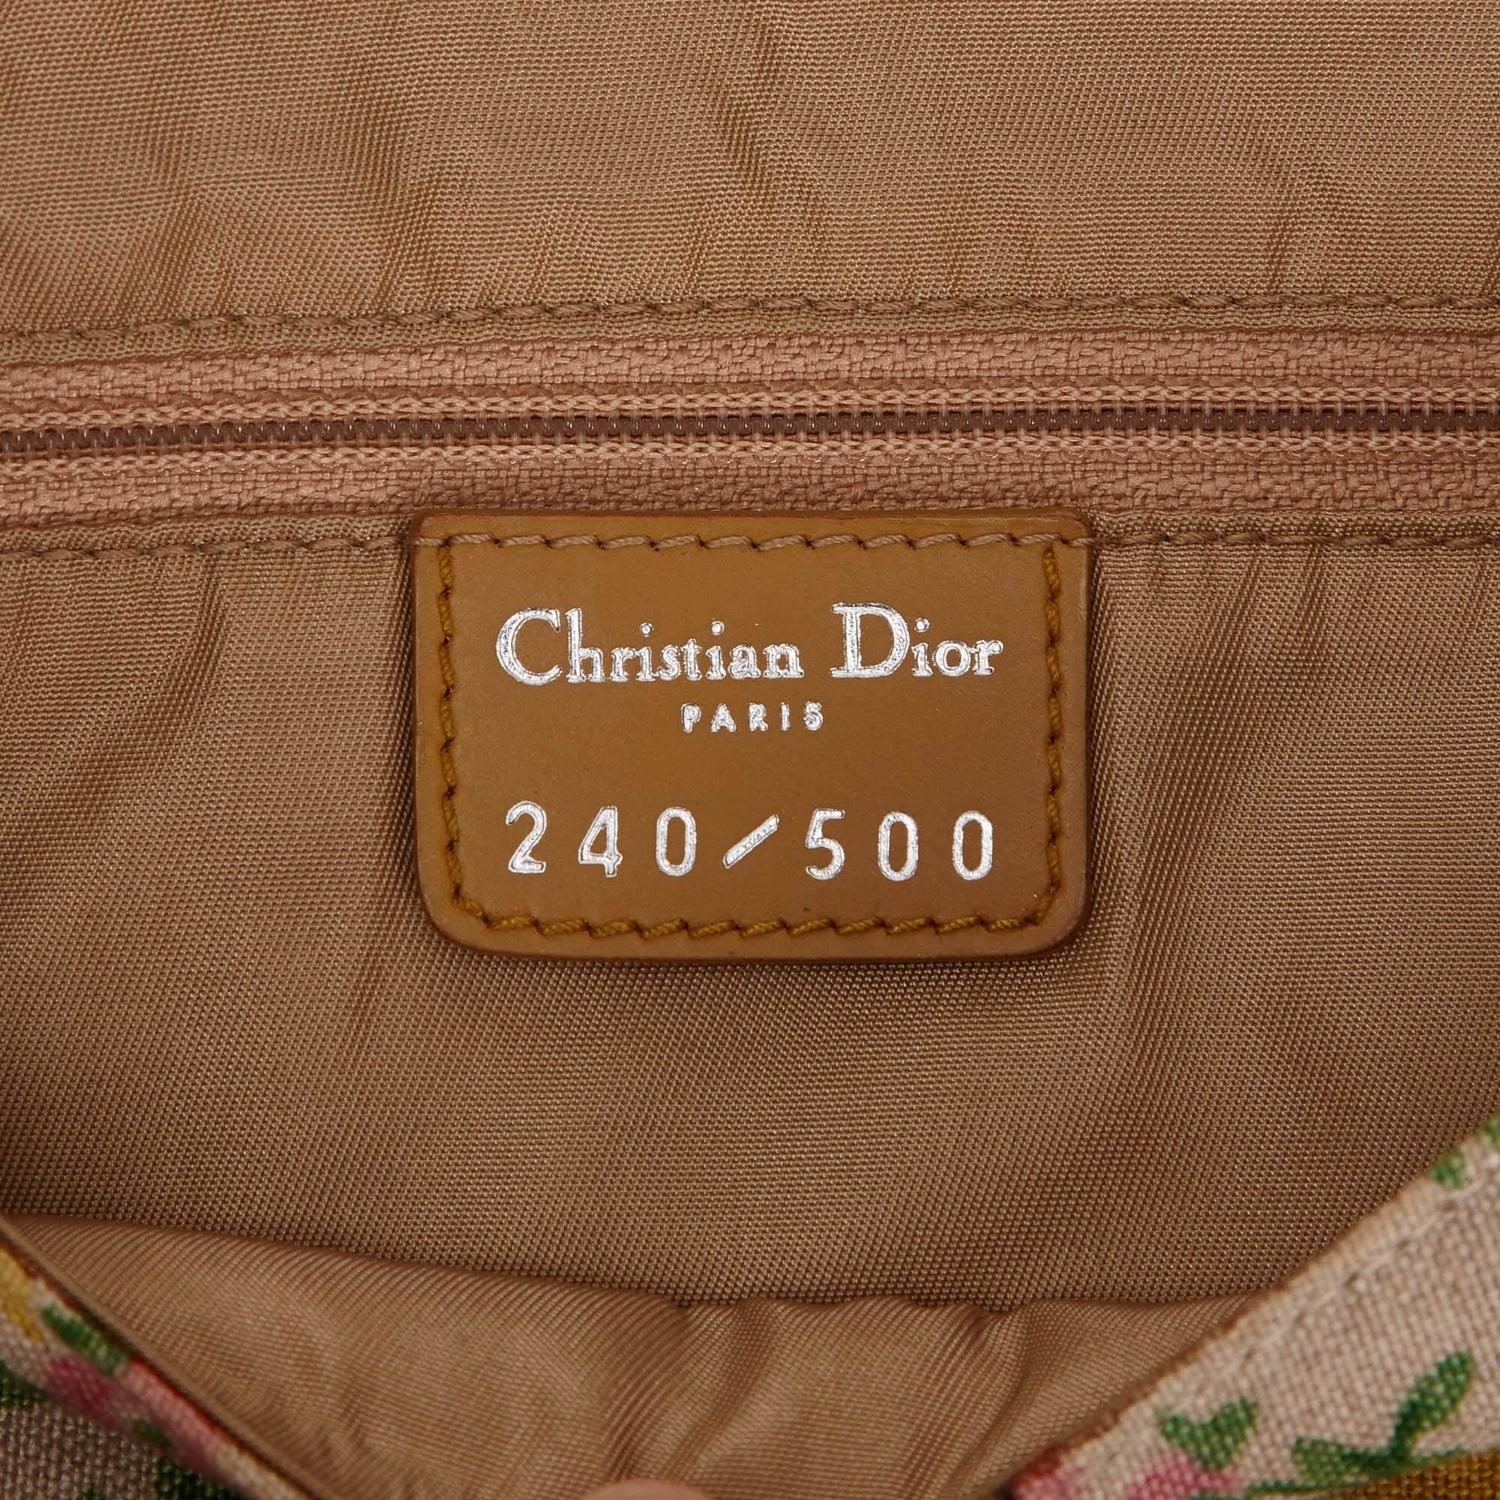 Christian Dior
PARIS
240/500